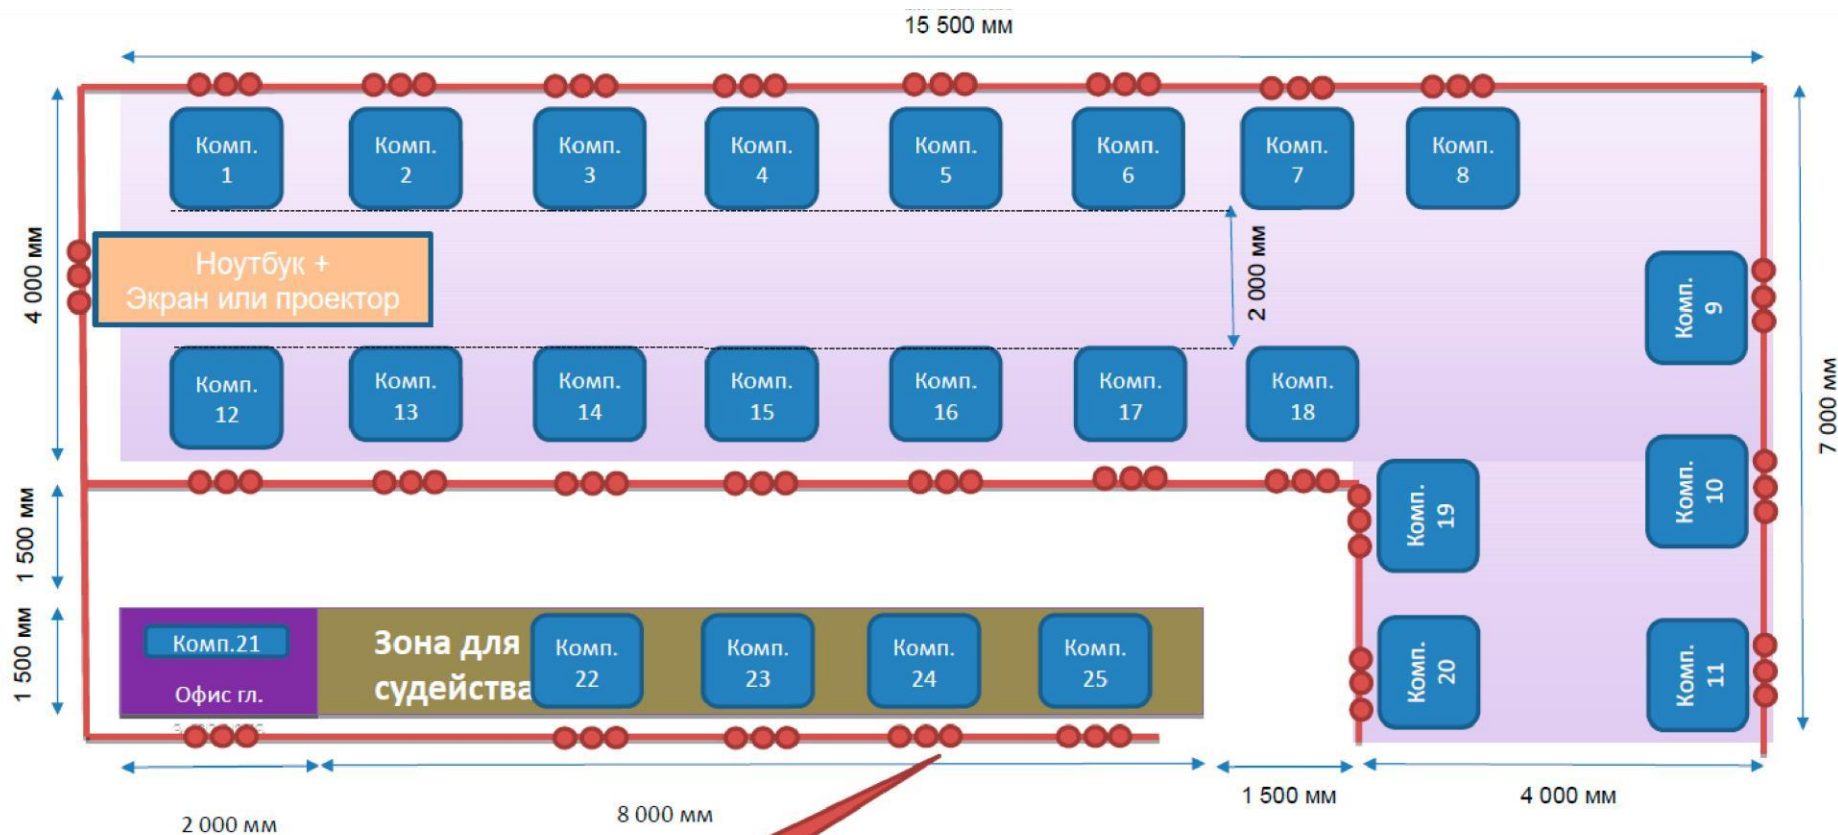 15 500 мм
Комп.
1
Комп.
2
Комп.
3
Комп.
4
Комп.
5
Комп.
6
Комп.
7
Комп.
8
4 000 мм
Ноутбук +
Экран или проектор
2 000 мм
Комп.
9
7 000 мм
Комп.
12
Комп.
13
Комп.
14
Комп.
15
Комп.
16
Комп.
17
Комп.
18
Комп.
19
Комп.
10
1 500 мм
1 500 мм
Комп.21
Офис гл.
Зона для
судейства
Комп.
22
Комп.
23
Комп.
24
Комп.
25
Комп.
20
Комп.
11
2 000 мм
8 000 мм
1 500 мм
4 000 мм